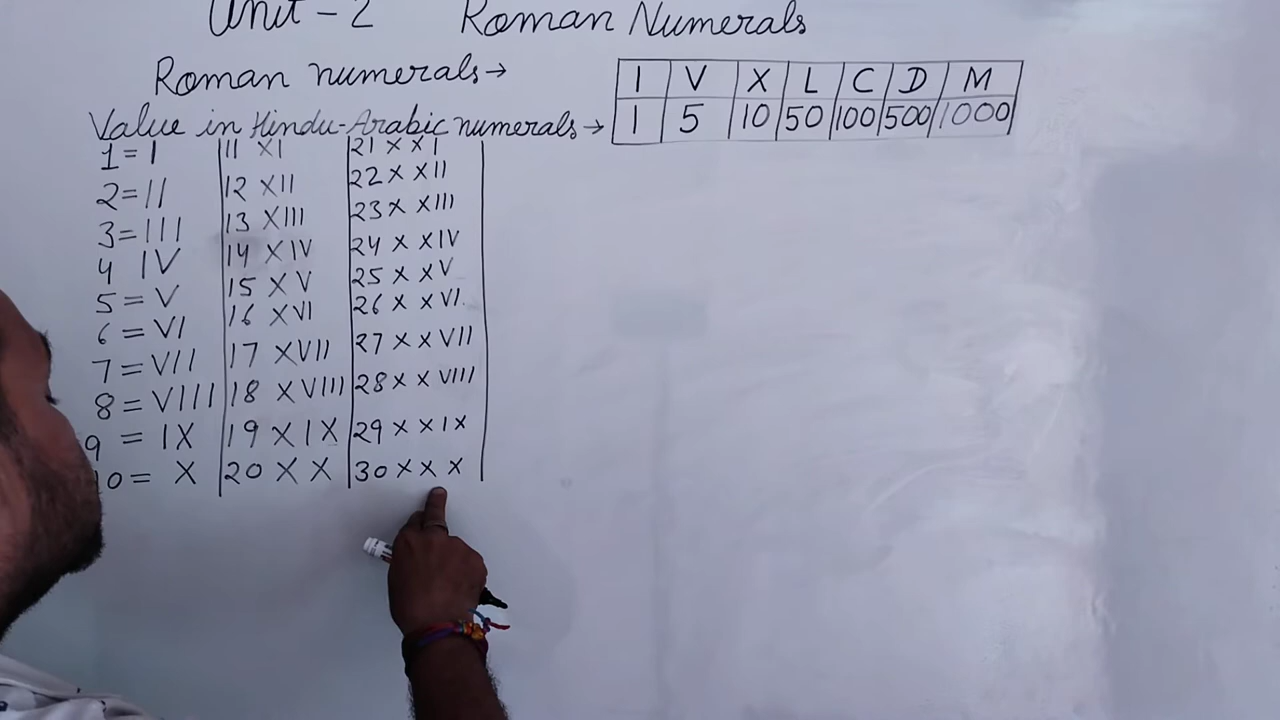 Unit - 2 Roman Numerals
Roman numerals →
I V X L C D M
Value in Hindu-Arabic numerals →
1 5 10 50 100 500 1000
1 = I
2 = II
3 = III
4 IV
5 = V
6 = VI
7 = VII
8 = VIII
9 = IX
10 = X
11 XI
12 XII
13 XIII
14 XIV
15 XV
16 XVI
17 XVII
18 XVIII
19 XIX
20 XX
21 XXI
22 XXII
23 XXIII
24 XXIV
25 XXV
26 XXVI.
27 XXVII
28 XXVIII
29 XXIX
30 XXX